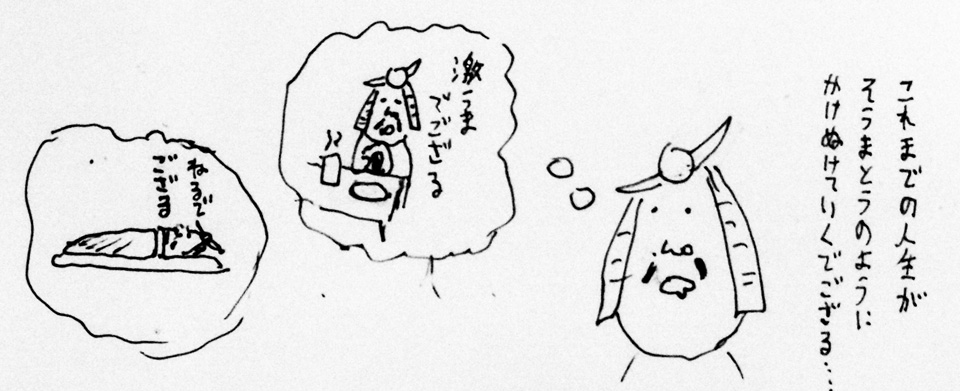 これまでの人生が
そうまとうのように
かけぬけていくでござる…
激うま
でござる
ねるで
ござる